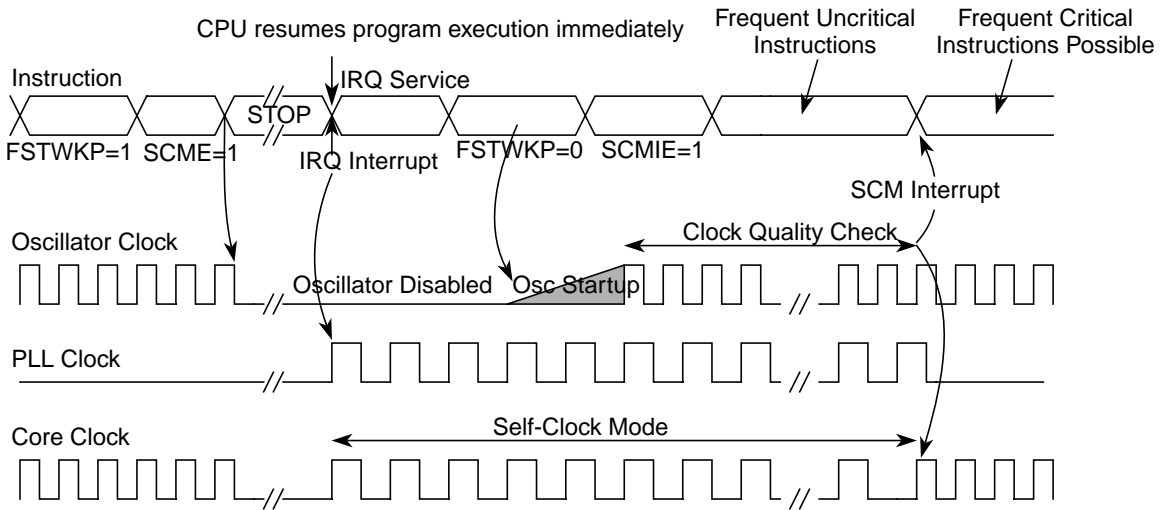 CPU resumes program execution immediately
Frequent Uncritical
Instructions
Frequent Critical
Instructions Possible
Instruction
STOP
IRQ Service
FSTWKP=1
SCME=1
IRQ Interrupt
FSTWKP=0
SCMIE=1
SCM Interrupt
Oscillator Clock
Clock Quality Check
Oscillator Disabled
Osc Startup
PLL Clock
Core Clock
Self-Clock Mode